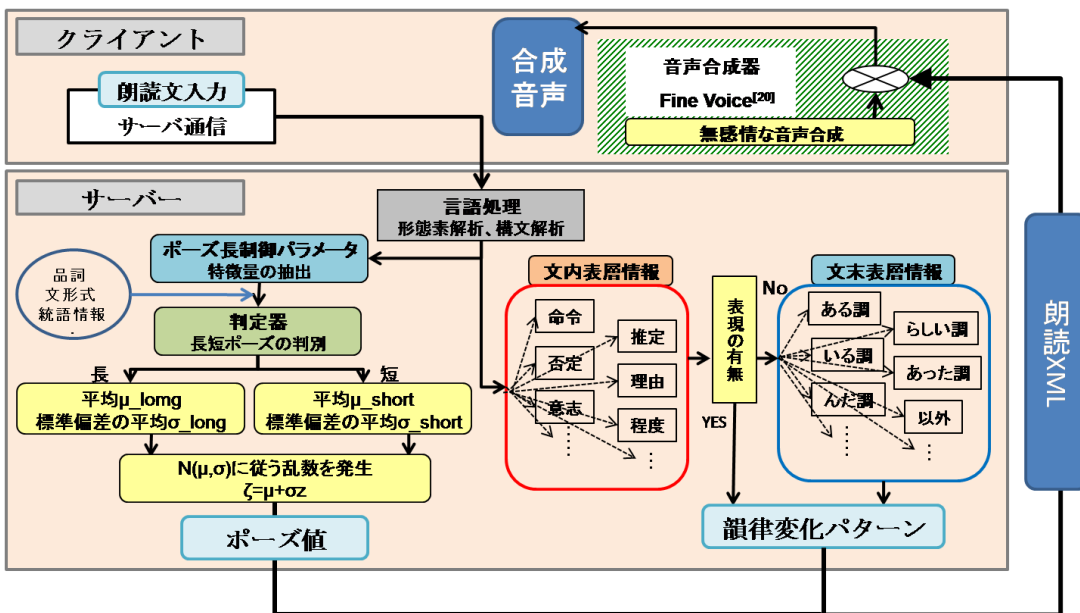 クライアント
朗読文入力
サーバ通信
合成
音声
音声合成器
Fine Voice[20]
無感情な音声合成
サーバー
言語処理
形態素解析、構文解析
ポーズ長制御パラメータ
特徴量の抽出
品詞
文形式
統語情報
.
判定器
長短ポーズの判別
長
短
平均μ_lomg
標準偏差の平均σ_long
平均μ_short
標準偏差の平均σ_short
N(μ,σ)に従う乱数を発生
ζ=μ+σz
ポーズ値
文内表層情報
命令
否定
意志
⋮
推定
理由
程度
⋮
表現の有無
No
YES
文末表層情報
ある調
いる調
んだ調
⋮
らしい調
あった調
以外
⋮
韻律変化パターン
朗読XML